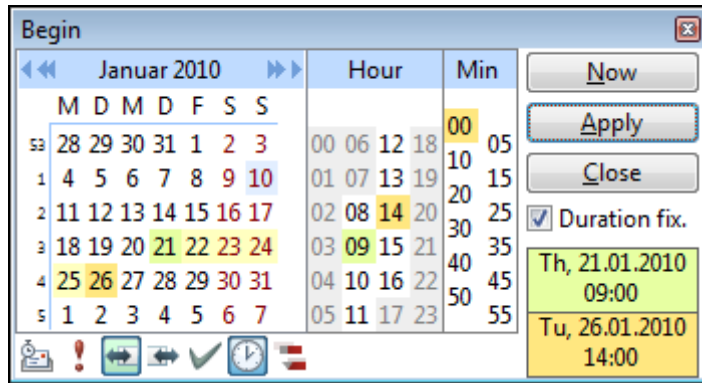 Begin
Januar 2010 Hour Min Now
M D M D F S S
53 28 29 30 31 1 2 3 00 06 12 18 00 05 Apply
1 4 5 6 7 8 9 10 01 07 13 19 10 15 Close
2 11 12 13 14 15 16 17 02 08 14 20 20 25 Duration fix.
3 18 19 20 21 22 23 24 03 09 15 21 30 35
4 25 26 27 28 29 30 31 04 10 16 22 40 45
5 1 2 3 4 5 6 7 05 11 17 23 50 55
Th, 21.01.2010
09:00
Tu, 26.01.2010
14:00